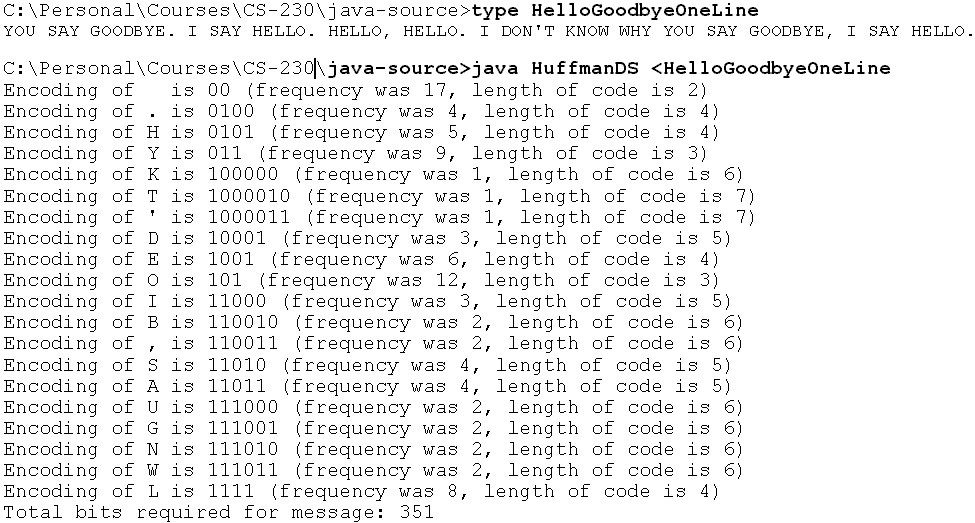 C:\Personal\Courses\CS-230\java-source>type HelloGoodbyeOneLine
YOU SAY GOODBYE. I SAY HELLO. HELLO, HELLO. I DON'T KNOW WHY YOU SAY GOODBYE, I SAY HELLO.
C:\Personal\Courses\CS-230\java-source>java HuffmanDS <HelloGoodbyeOneLine
Encoding of   is 00 (frequency was 17, length of code is 2)
Encoding of . is 0100 (frequency was 4, length of code is 4)
Encoding of H is 0101 (frequency was 5, length of code is 4)
Encoding of Y is 011 (frequency was 9, length of code is 3)
Encoding of K is 100000 (frequency was 1, length of code is 6)
Encoding of T is 1000010 (frequency was 1, length of code is 7)
Encoding of ' is 1000011 (frequency was 1, length of code is 7)
Encoding of D is 10001 (frequency was 3, length of code is 5)
Encoding of E is 1001 (frequency was 6, length of code is 4)
Encoding of O is 101 (frequency was 12, length of code is 3)
Encoding of I is 11000 (frequency was 3, length of code is 5)
Encoding of B is 110010 (frequency was 2, length of code is 6)
Encoding of , is 110011 (frequency was 2, length of code is 6)
Encoding of S is 11010 (frequency was 4, length of code is 5)
Encoding of A is 11011 (frequency was 4, length of code is 5)
Encoding of U is 111000 (frequency was 2, length of code is 6)
Encoding of G is 111001 (frequency was 2, length of code is 6)
Encoding of N is 111010 (frequency was 2, length of code is 6)
Encoding of W is 111011 (frequency was 2, length of code is 6)
Encoding of L is 1111 (frequency was 8, length of code is 4)
Total bits required for message: 351